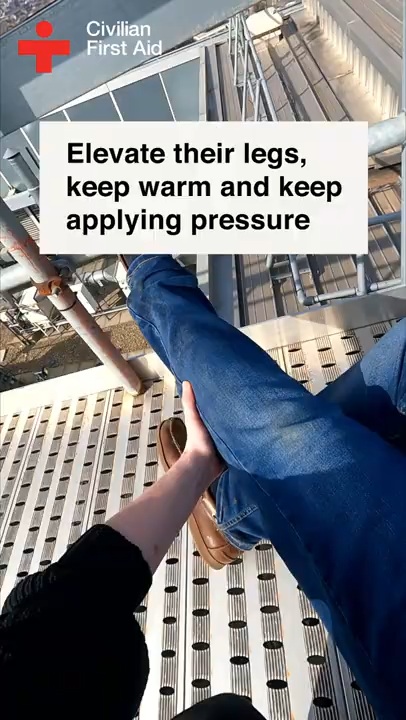 Civilian
First Aid
Elevate their legs,
keep warm and keep
applying pressure